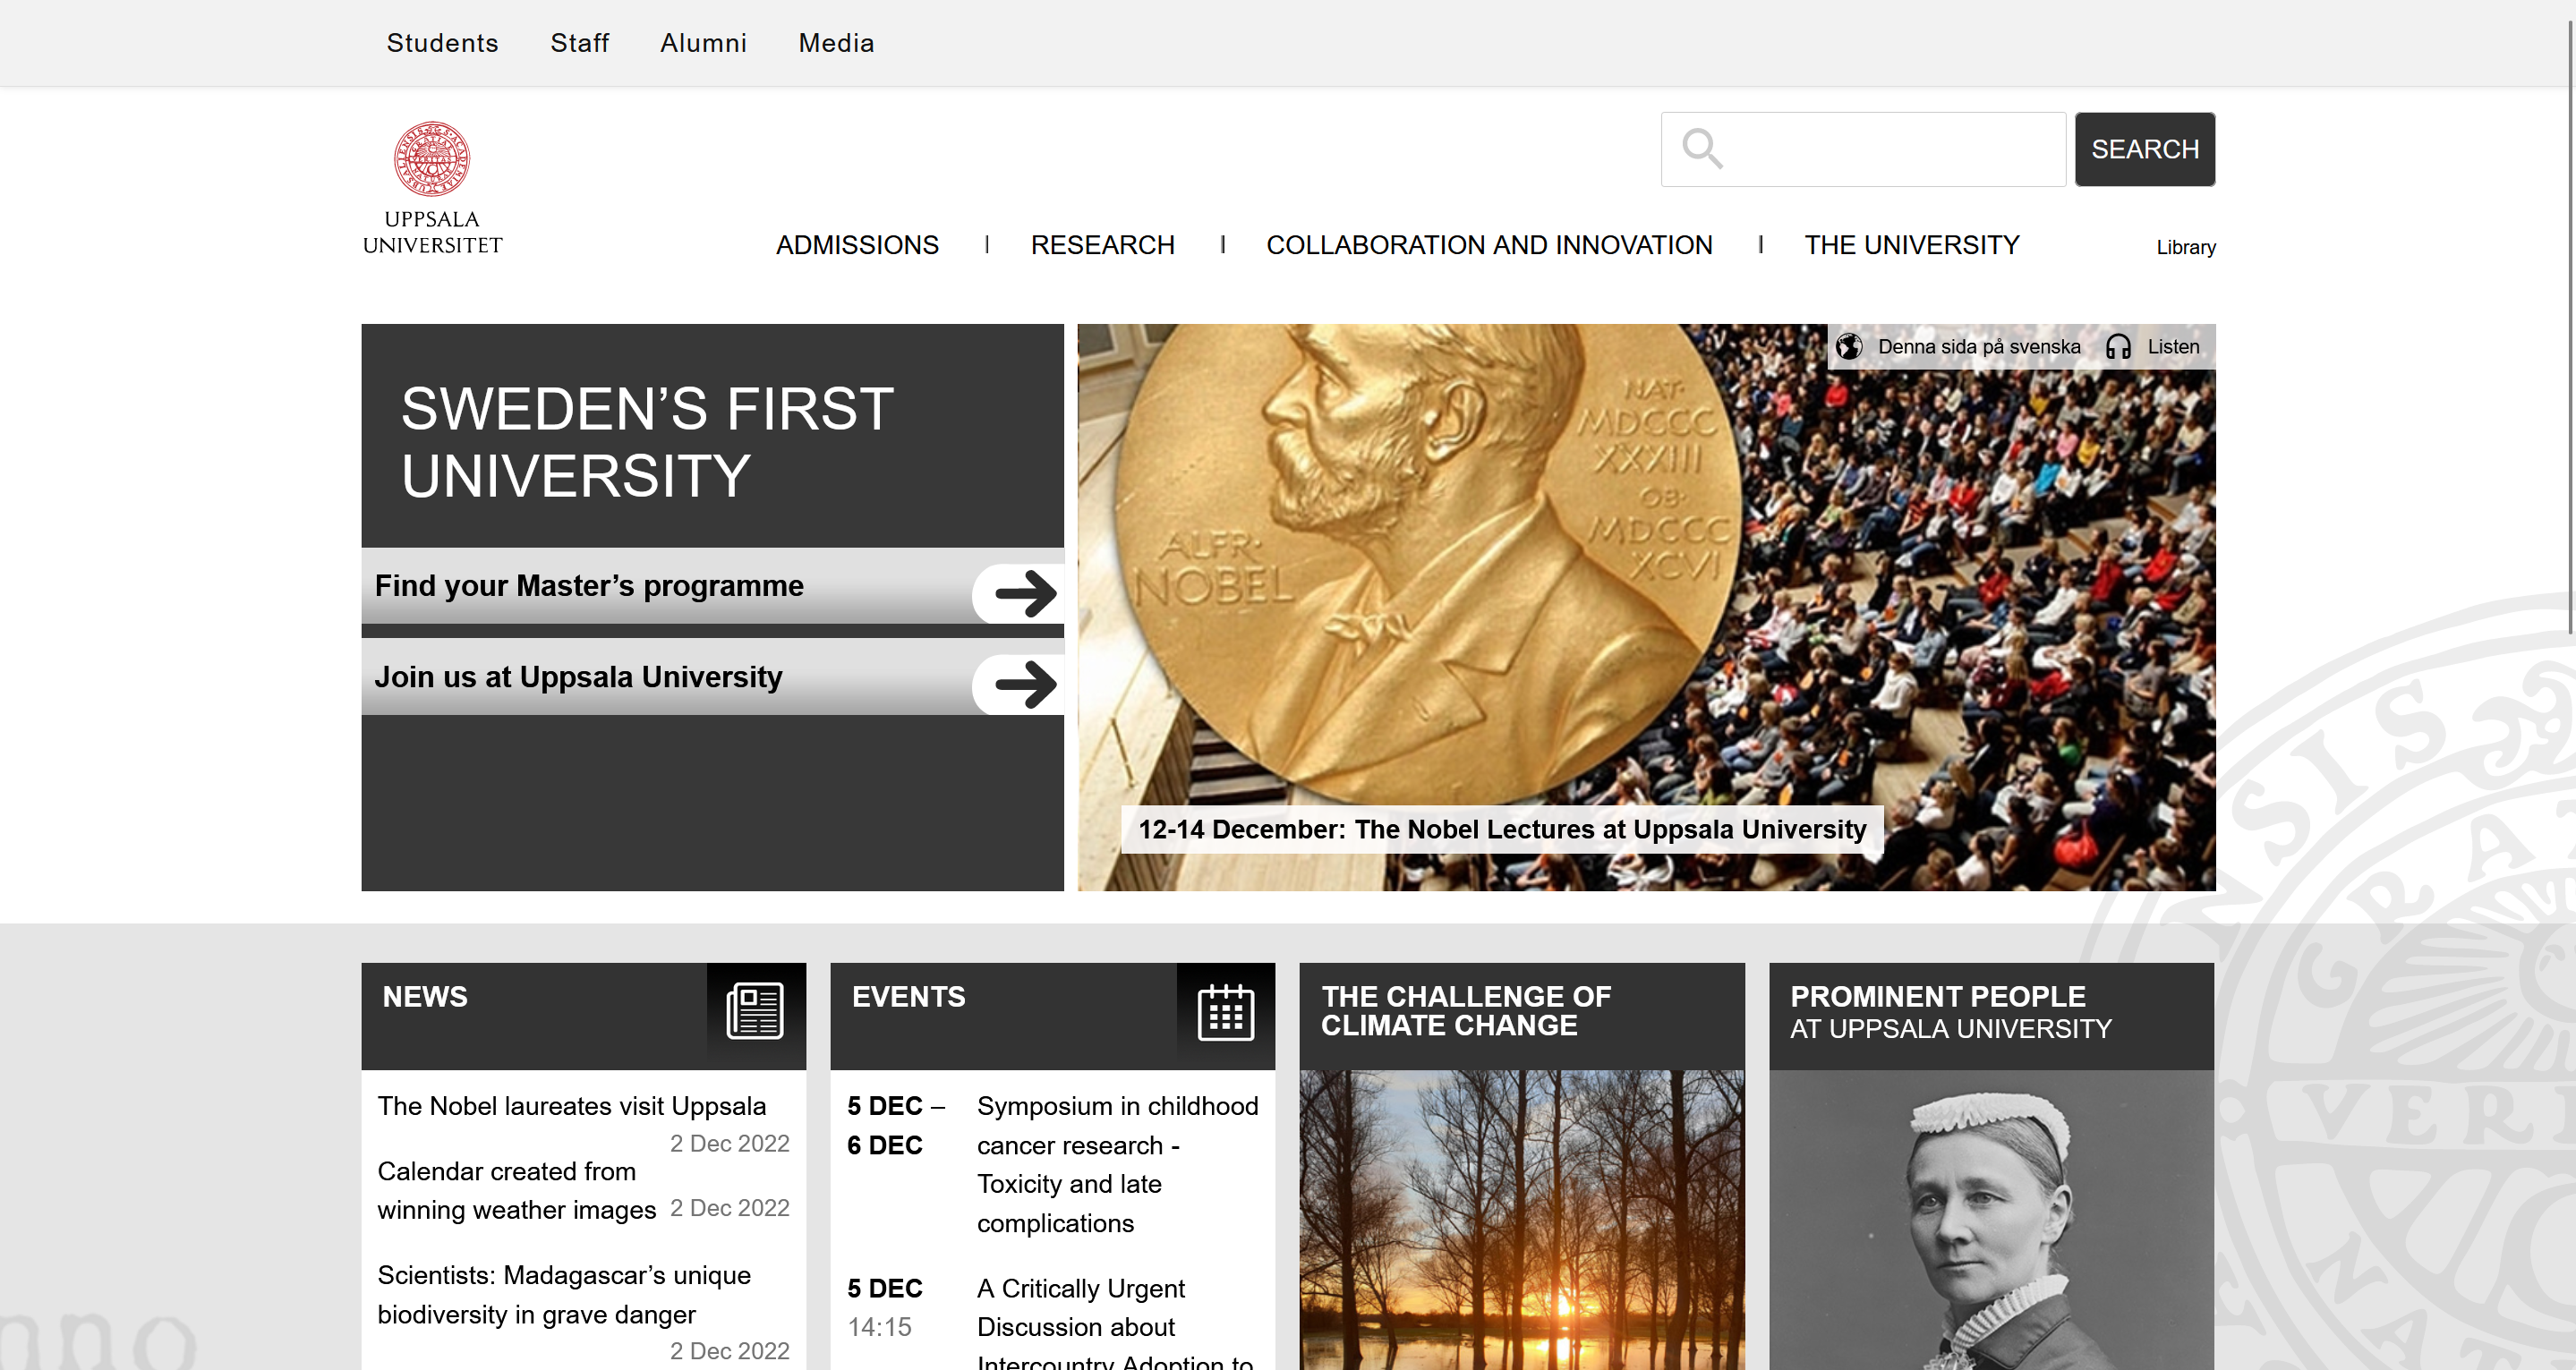 Students Staff Alumni Media
UPPSALA
UNIVERSITET
SEARCH
ADMISSIONS | RESEARCH | COLLABORATION AND INNOVATION | THE UNIVERSITY
Library
SWEDEN’S FIRST
UNIVERSITY
Find your Master’s programme
Join us at Uppsala University
Denna sida på svenska Listen
ALFR·
NOBEL
NAT·
MDCCC
XXXIII
OB·
MDCCC
XCVI
12-14 December: The Nobel Lectures at Uppsala University
NEWS
The Nobel laureates visit Uppsala
2 Dec 2022
Calendar created from
winning weather images 2 Dec 2022
Scientists: Madagascar’s unique
biodiversity in grave danger
2 Dec 2022
EVENTS
5 DEC – Symposium in childhood
6 DEC cancer research -
Toxicity and late
complications
5 DEC A Critically Urgent
14:15 Discussion about
Intercountry Adoption to
THE CHALLENGE OF
CLIMATE CHANGE
PROMINENT PEOPLE
AT UPPSALA UNIVERSITY